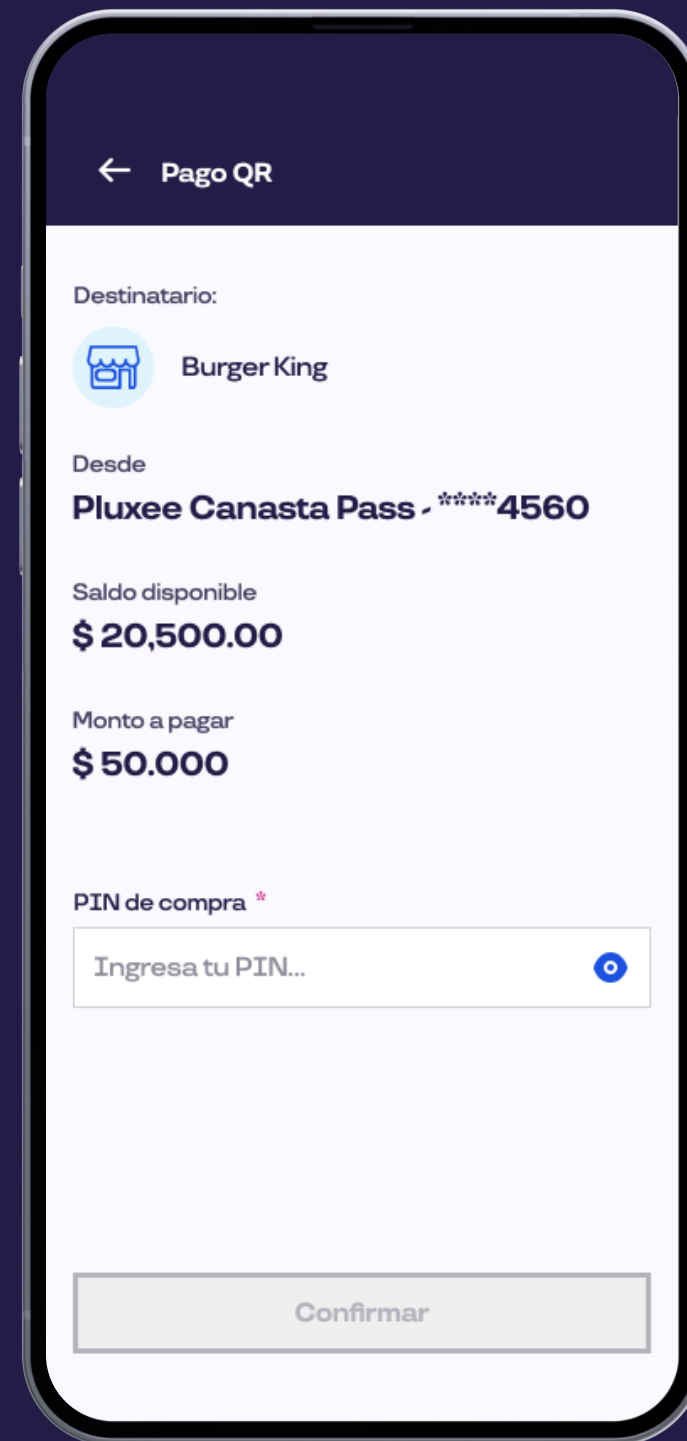 Pago QR
Destinatario:
Burger King
Desde
Pluxee Canasta Pass - ****4560
Saldo disponible
$ 20,500.00
Monto a pagar
$ 50.000
PIN de compra *
Ingresa tu PIN...
Confirmar